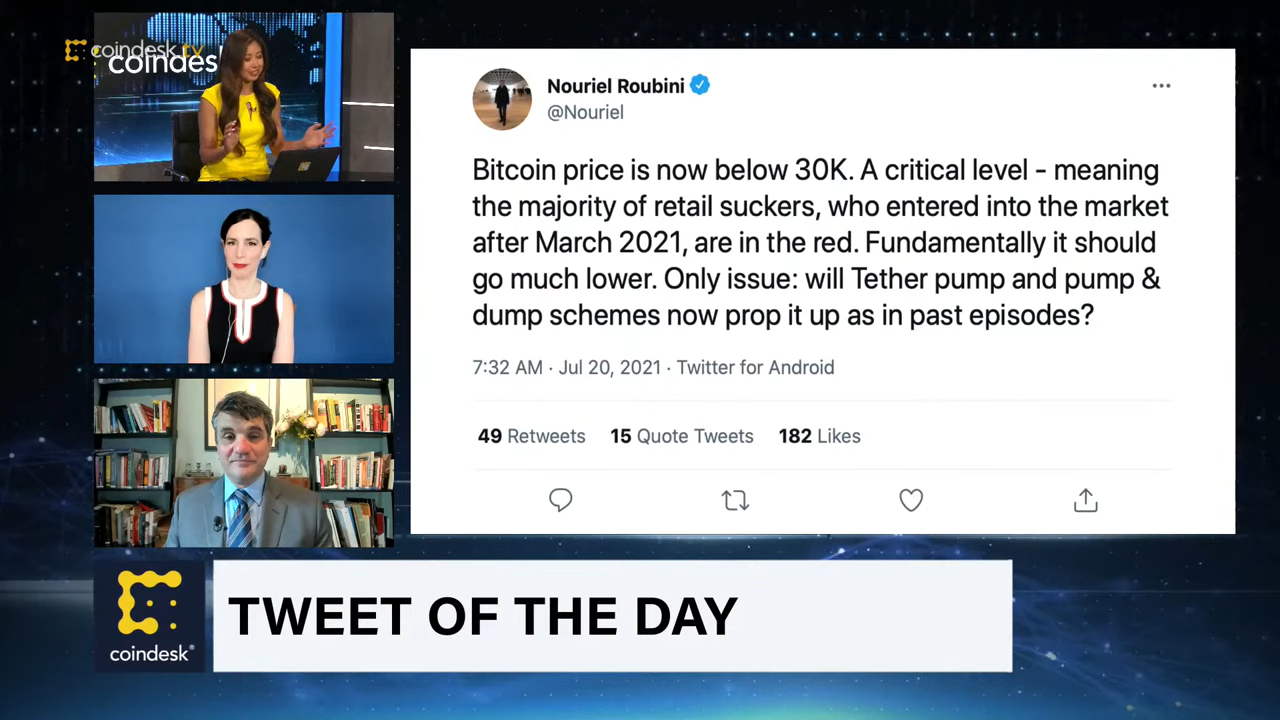 coindesk tv
coindes
Nouriel Roubini
@Nouriel
Bitcoin price is now below 30K. A critical level - meaning
the majority of retail suckers, who entered into the market
after March 2021, are in the red. Fundamentally it should
go much lower. Only issue: will Tether pump and pump &
dump schemes now prop it up as in past episodes?
7:32 AM · Jul 20, 2021 · Twitter for Android
49 Retweets 15 Quote Tweets 182 Likes
TWEET OF THE DAY
coindesk®